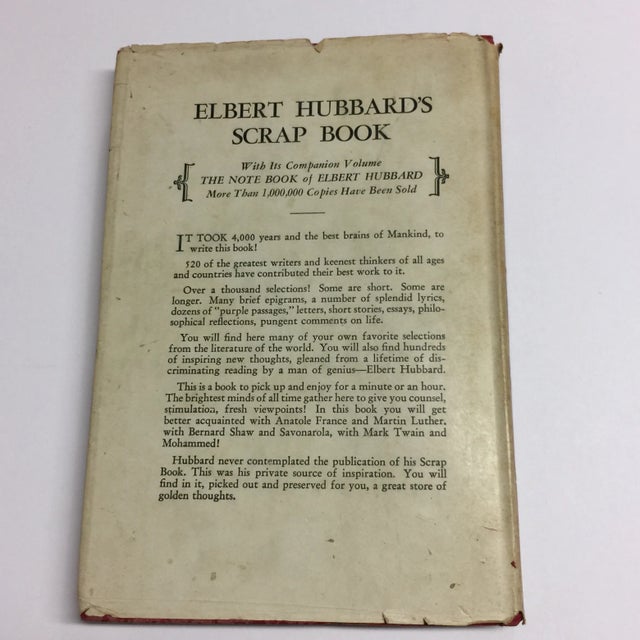 ELBERT HUBBARD'S
SCRAP BOOK
With Its Companion Volume
THE NOTE BOOK of ELBERT HUBBARD
More Than 1,000,000 Copies Have Been Sold
IT TOOK 4,000 years and the best brains of Mankind, to
write this book!
520 of the greatest writers and keenest thinkers of all ages
and countries have contributed their best work to it.
Over a thousand selections! Some are short. Some are
longer. Many brief epigrams, a number of splendid lyrics,
dozens of "purple passages," letters, short stories, essays, philo-
sophical reflections, pungent comments on life.
You will find here many of your own favorite selections
from the literature of the world. You will also find hundreds
of inspiring new thoughts, gleaned from a lifetime of dis-
criminating reading by a man of genius—Elbert Hubbard.
This is a book to pick up and enjoy for a minute or an hour.
The brightest minds of all time gather here to give you counsel,
stimulation, fresh viewpoints! In this book you will get
better acquainted with Anatole France and Martin Luther,
with Bernard Shaw and Savonarola, with Mark Twain and
Mohammed!
Hubbard never contemplated the publication of his Scrap
Book. This was his private source of inspiration. You will
find in it, picked out and preserved for you, a great store of
golden thoughts.